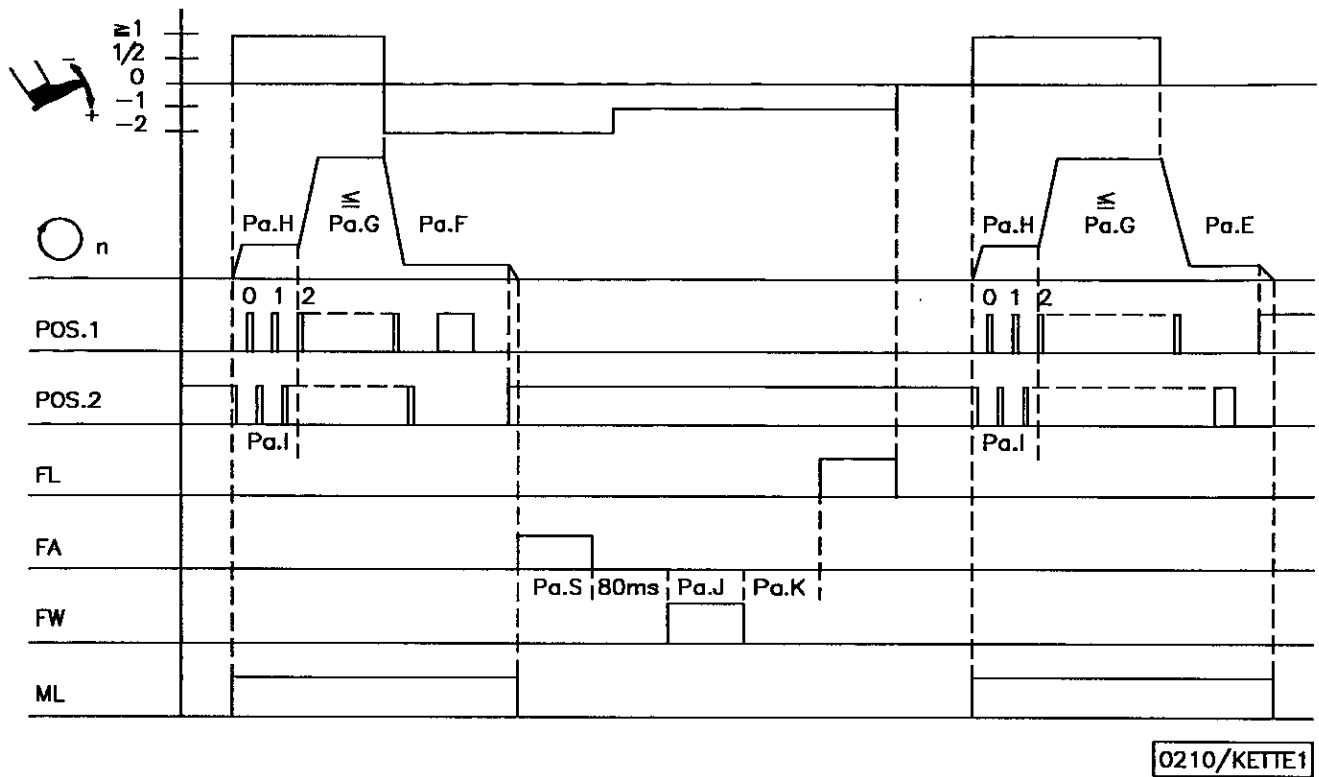 ≧1
1/2
0
-1
-2
-
+
n
Pa.H
≦
Pa.G
Pa.F
Pa.H
≦
Pa.G
Pa.E
0 1 2
0 1 2
POS.1
POS.2
Pa.I
Pa.I
FL
FA
Pa.S 80ms Pa.J Pa.K
FW
ML
0210/KETTE1